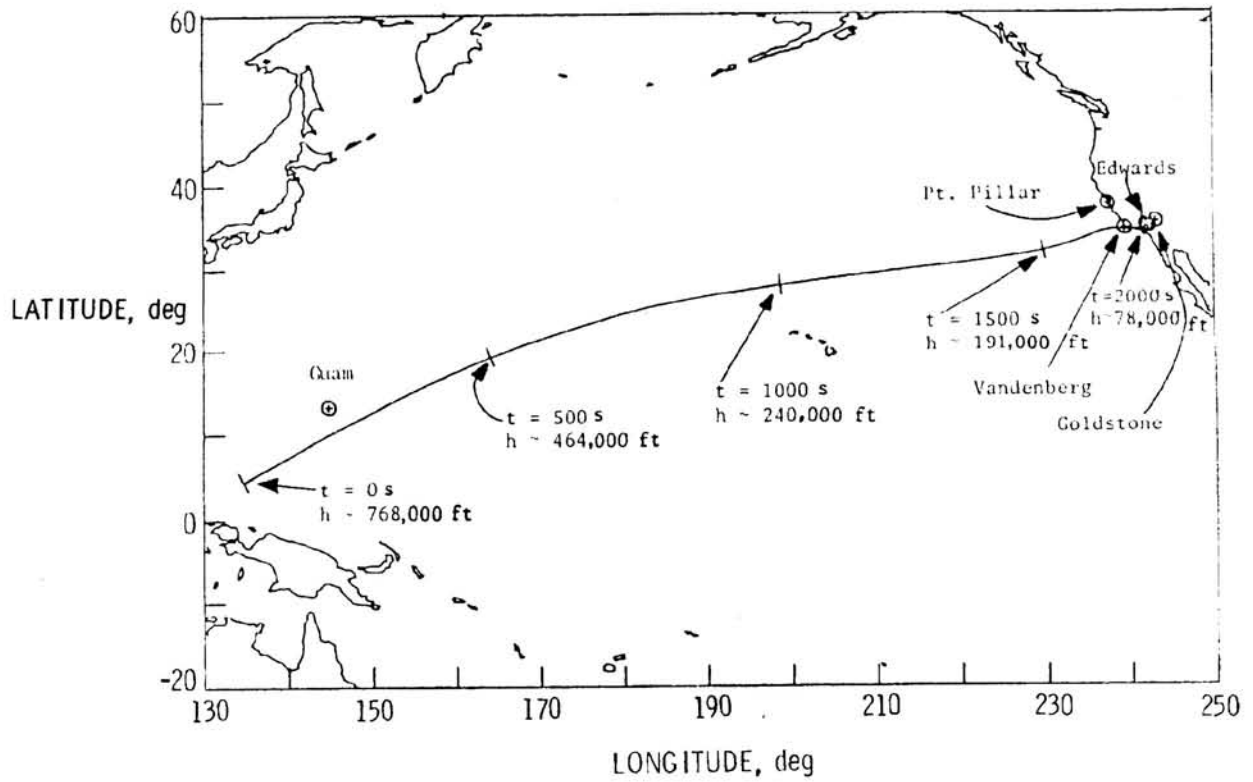 60
40
20
0
-20
LATITUDE, deg
130
150
170
190
210
230
250
LONGITUDE, deg
Guam
t = 0 s
h ~ 768,000 ft
t = 500 s
h ~ 464,000 ft
t = 1000 s
h ~ 240,000 ft
t = 1500 s
h ~ 191,000 ft
t=2000 s
h~78,000 ft
Pt. Pillar
Edwards
Vandenberg
Goldstone